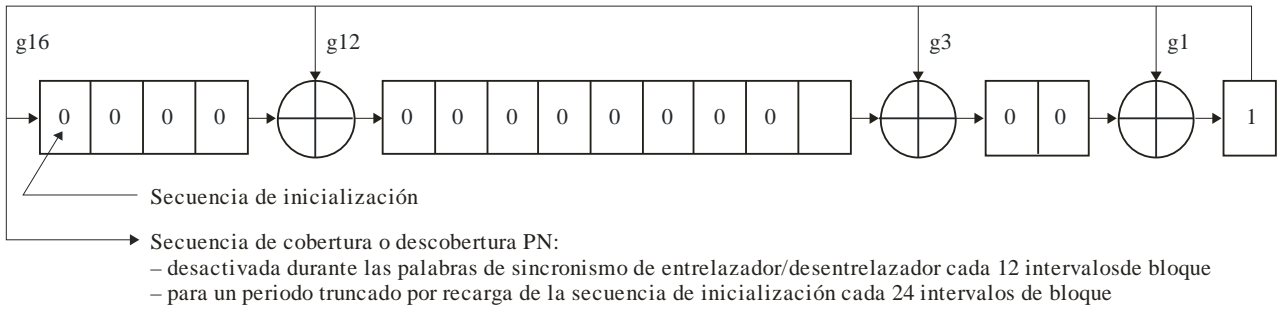 g16 g12 g3 g1
0 0 0 0 0 0 0 0 0 0 0 0 0 0 1
Secuencia de inicialización
Secuencia de cobertura o descobertura PN:
– desactivada durante las palabras de sincronismo de entrelazador/desentrelazador cada 12 intervalosde bloque
– para un periodo truncado por recarga de la secuencia de inicialización cada 24 intervalos de bloque